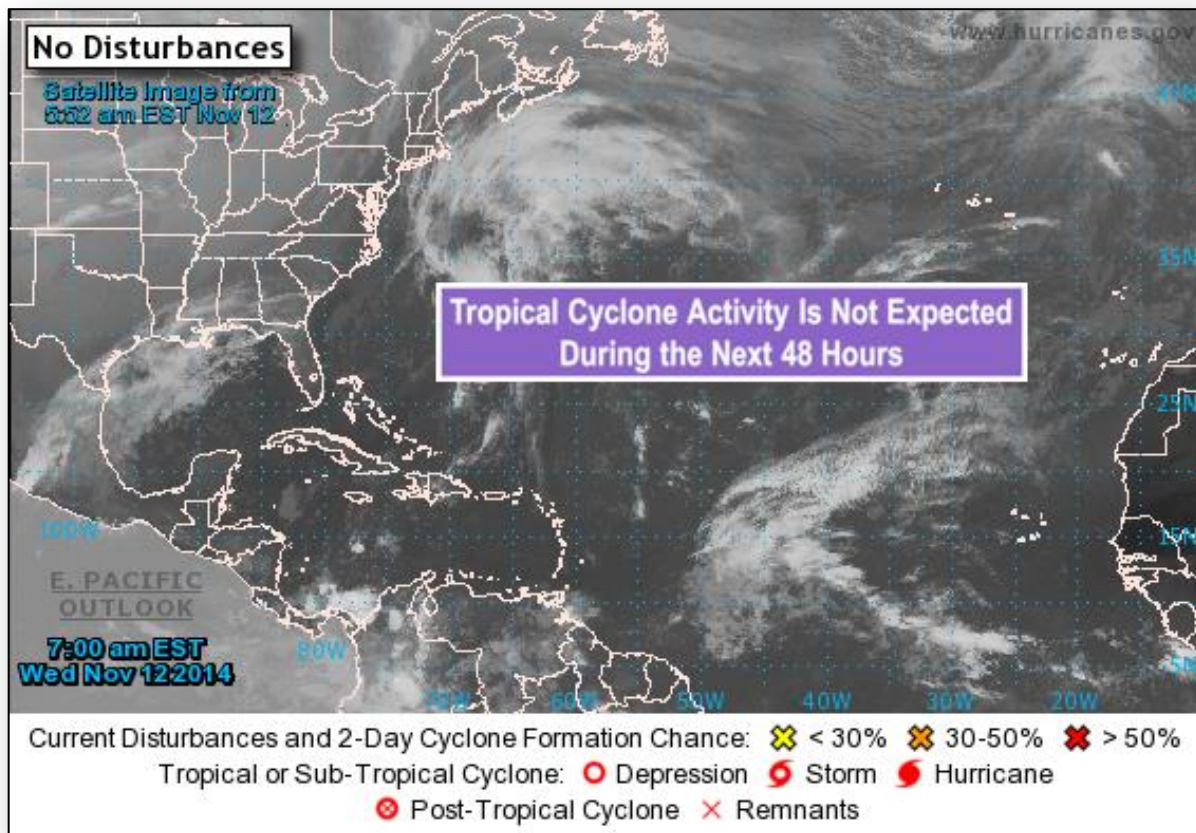 No Disturbances
www.hurricanes.gov
Satellite Image from
5:52 am EST Nov 12
45N
35N
Tropical Cyclone Activity Is Not Expected
During the Next 48 Hours
25N
100W
15N
E. PACIFIC
OUTLOOK
7:00 am EST
Wed Nov 12 2014
80W
5N
70W 60W 50W 40W 30W 20W
Current Disturbances and 2-Day Cyclone Formation Chance: < 30% 30-50% > 50%
Tropical or Sub-Tropical Cyclone: Depression Storm Hurricane
Post-Tropical Cyclone Remnants